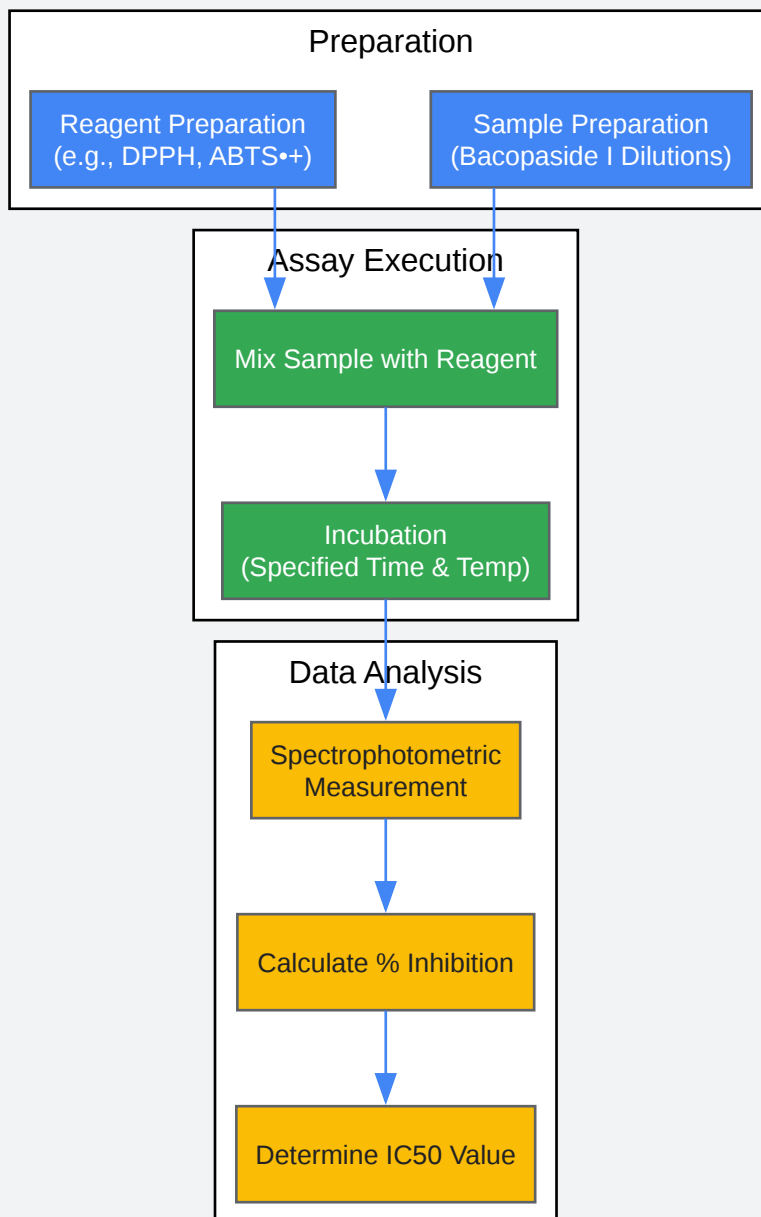 Preparation
Reagent Preparation
(e.g., DPPH, ABTS•+)
Sample Preparation
(Bacopaside I Dilutions)
Assay Execution
Mix Sample with Reagent
Incubation
(Specified Time & Temp)
Data Analysis
Spectrophotometric
Measurement
Calculate % Inhibition
Determine IC50 Value